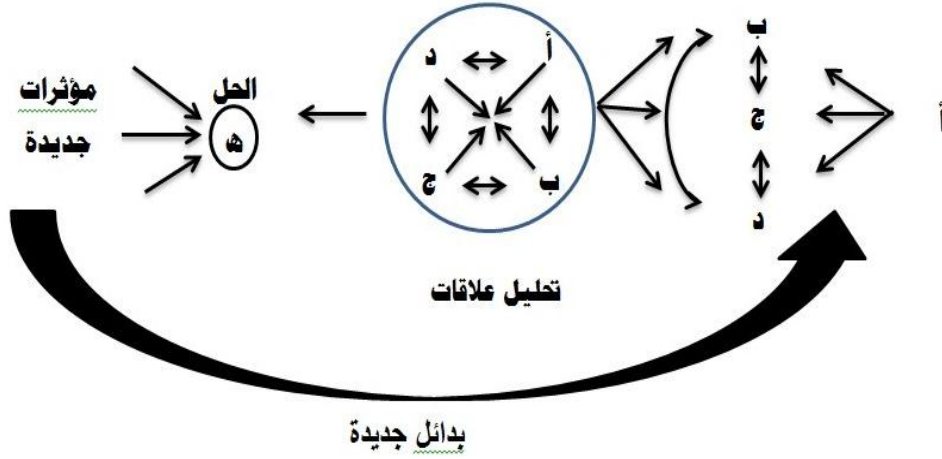 أ
ب
ج
د
أ
د
ب
ج
تحليل علاقات
الحل
ه
مؤثرات
جديدة
بدائل جديدة